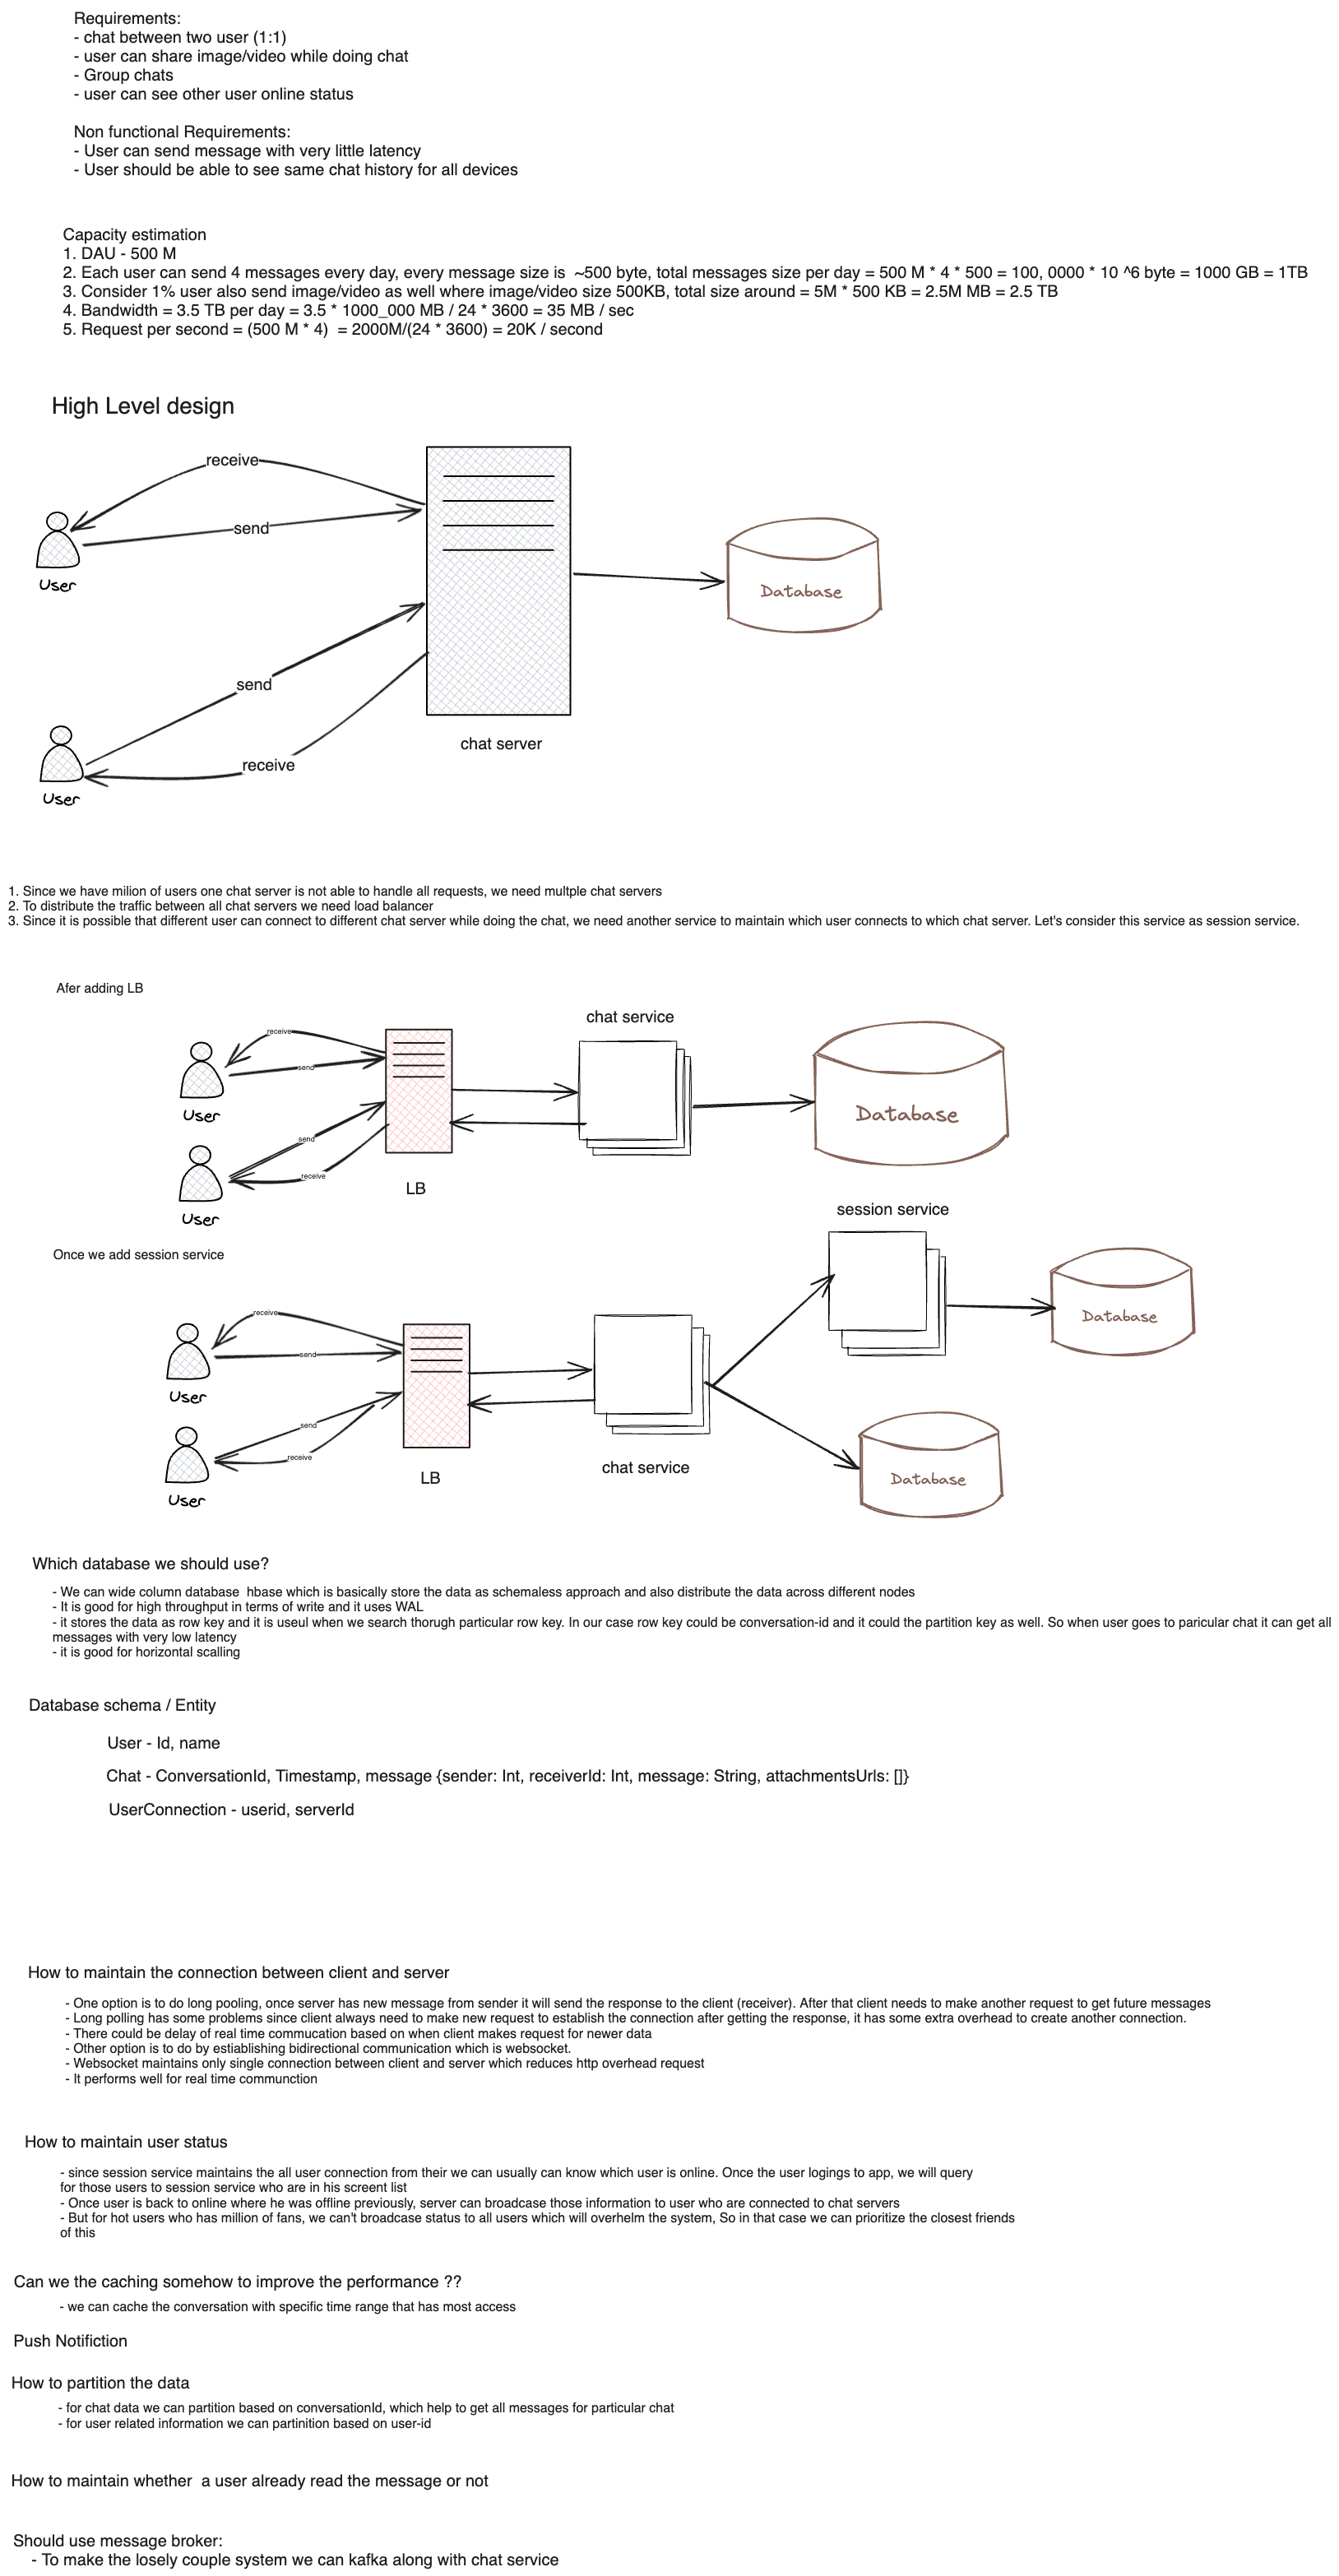 Requirements:
- chat between two user (1:1)
- user can share image/video while doing chat
- Group chats
- user can see other user online status
Non functional Requirements:
- User can send message with very little latency
- User should be able to see same chat history for all devices
Capacity estimation
1. DAU - 500 M
2. Each user can send 4 messages every day, every message size is ~500 byte, total messages size per day = 500 M * 4 * 500 = 100, 0000 * 10 ^6 byte = 1000 GB = 1TB
3. Consider 1% user also send image/video as well where image/video size 500KB, total size around = 5M * 500 KB = 2.5M MB = 2.5 TB
4. Bandwidth = 3.5 TB per day = 3.5 * 1000_000 MB / 24 * 3600 = 35 MB / sec
5. Request per second = (500 M * 4) = 2000M/(24 * 3600) = 20K / second
High Level design
receive
send
User
Database
send
receive
User
chat server
1. Since we have milion of users one chat server is not able to handle all requests, we need multple chat servers
2. To distribute the traffic between all chat servers we need load balancer
3. Since it is possible that different user can connect to different chat server while doing the chat, we need another service to maintain which user connects to which chat server. Let's consider this service as session service.
Afer adding LB
chat service
receive
send
User
Database
send
receive
LB
User
session service
Once we add session service
receive
send
User
Database
send
receive
LB
chat service
Database
User
Which database we should use?
- We can wide column database hbase which is basically store the data as schemaless approach and also distribute the data across different nodes
- It is good for high throughput in terms of write and it uses WAL
- it stores the data as row key and it is useul when we search thorugh particular row key. In our case row key could be conversation-id and it could the partition key as well. So when user goes to paricular chat it can get all
messages with very low latency
- it is good for horizontal scalling
Database schema / Entity
User - Id, name
Chat - ConversationId, Timestamp, message {sender: Int, receiverId: Int, message: String, attachmentsUrls: []}
UserConnection - userid, serverId
How to maintain the connection between client and server
- One option is to do long pooling, once server has new message from sender it will send the response to the client (receiver). After that client needs to make another request to get future messages
- Long polling has some problems since client always need to make new request to establish the connection after getting the response, it has some extra overhead to create another connection.
- There could be delay of real time commucation based on when client makes request for newer data
- Other option is to do by estiablishing bidirectional communication which is websocket.
- Websocket maintains only single connection between client and server which reduces http overhead request
- It performs well for real time communction
How to maintain user status
- since session service maintains the all user connection from their we can usually can know which user is online. Once the user logings to app, we will query
for those users to session service who are in his screent list
- Once user is back to online where he was offline previously, server can broadcase those information to user who are connected to chat servers
- But for hot users who has million of fans, we can't broadcase status to all users which will overhelm the system, So in that case we can prioritize the closest friends
of this
Can we the caching somehow to improve the performance ??
- we can cache the conversation with specific time range that has most access
Push Notifiction
How to partition the data
- for chat data we can partition based on conversationId, which help to get all messages for particular chat
- for user related information we can partinition based on user-id
How to maintain whether a user already read the message or not
Should use message broker:
- To make the losely couple system we can kafka along with chat service